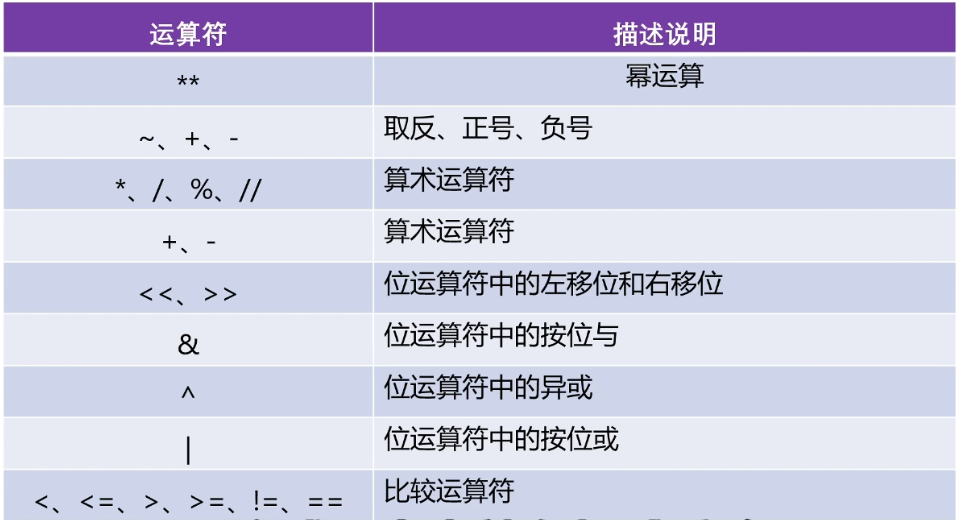 运算符 描述说明
** 幂运算
~、+、- 取反、正号、负号
*、/、%、// 算术运算符
+、- 算术运算符
<<、>> 位运算符中的左移位和右移位
& 位运算符中的按位与
^ 位运算符中的异或
| 位运算符中的按位或
<、<=、>、>=、!=、== 比较运算符